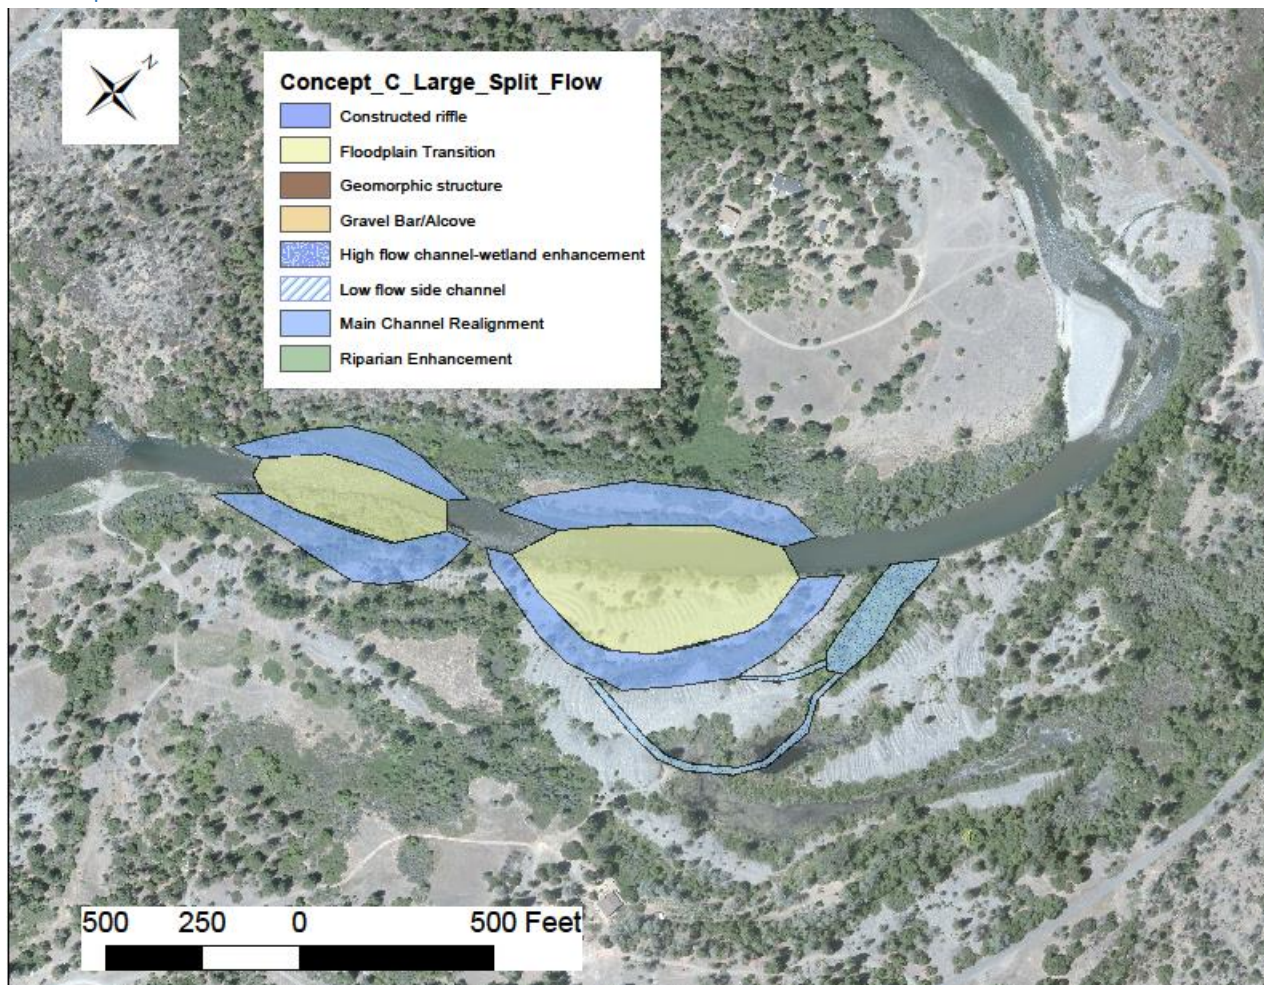 N
Concept_C_Large_Split_Flow
Constructed riffle
Floodplain Transition
Geomorphic structure
Gravel Bar/Alcove
High flow channel-wetland enhancement
Low flow side channel
Main Channel Realignment
Riparian Enhancement
500 250 0 500 Feet